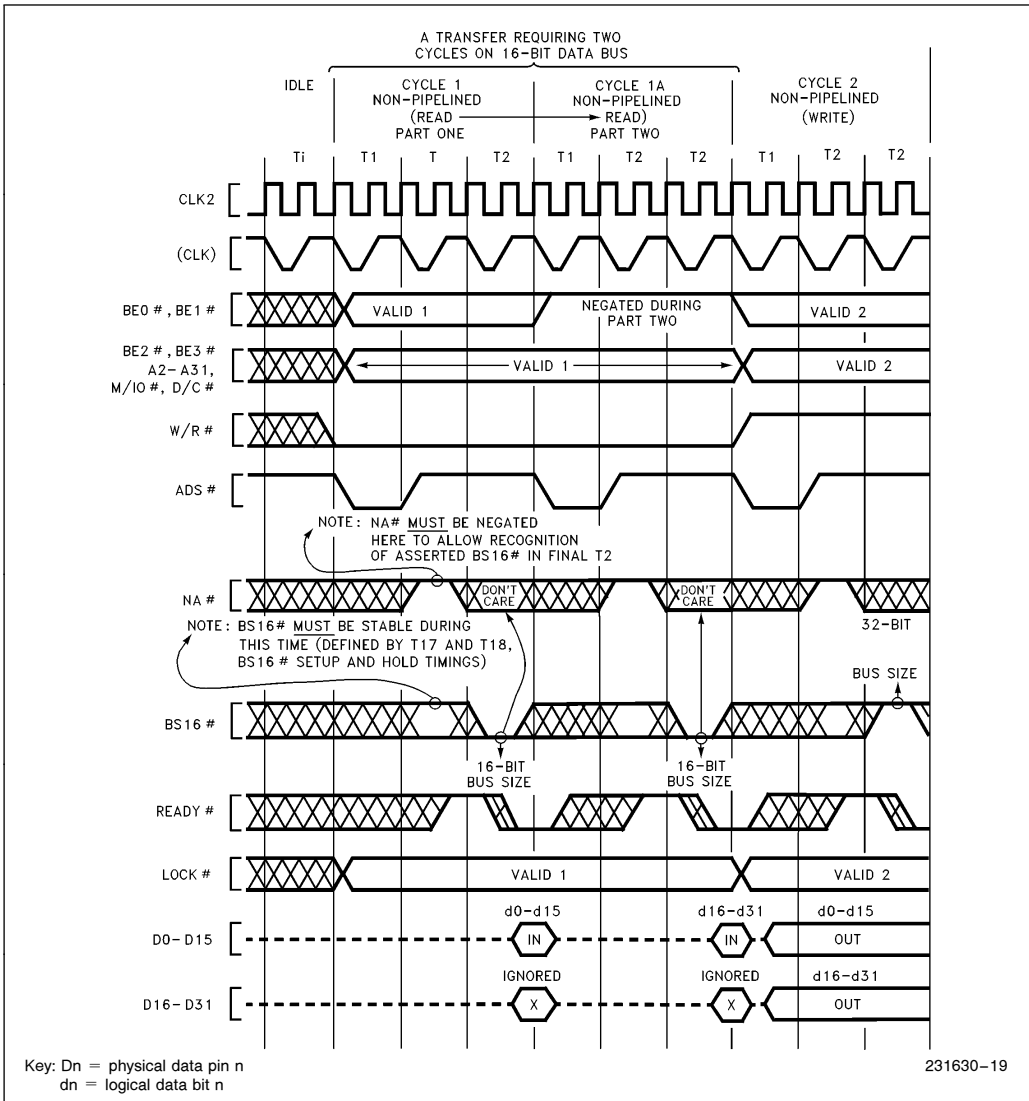 A TRANSFER REQUIRING TWO
CYCLES ON 16-BIT DATA BUS
IDLE
CYCLE 1
NON-PIPELINED
(READ
PART ONE
CYCLE 1A
NON-PIPELINED
READ)
PART TWO
CYCLE 2
NON-PIPELINED
(WRITE)
Ti T1 T T2 T1 T2 T2 T1 T2 T2
CLK2
(CLK)
BE0 #, BE1 # VALID 1 NEGATED DURING PART TWO VALID 2
BE2 #, BE3 #
A2-A31,
M/IO #, D/C #
VALID 1 VALID 2
W/R #
ADS #
NOTE: NA# MUST BE NEGATED
HERE TO ALLOW RECOGNITION
OF ASSERTED BS16# IN FINAL T2
NA # DON'T CARE DON'T CARE
32-BIT
BUS SIZE
NOTE: BS16# MUST BE STABLE DURING
THIS TIME (DEFINED BY T17 AND T18,
BS16 # SETUP AND HOLD TIMINGS)
BS16 #
16-BIT
BUS SIZE
16-BIT
BUS SIZE
READY #
LOCK # VALID 1 VALID 2
d0-d15 d16-d31 d0-d15
D0-D15 IN IN OUT
IGNORED IGNORED d16-d31
D16-D31 X X OUT
Key: Dn = physical data pin n
dn = logical data bit n
231630-19